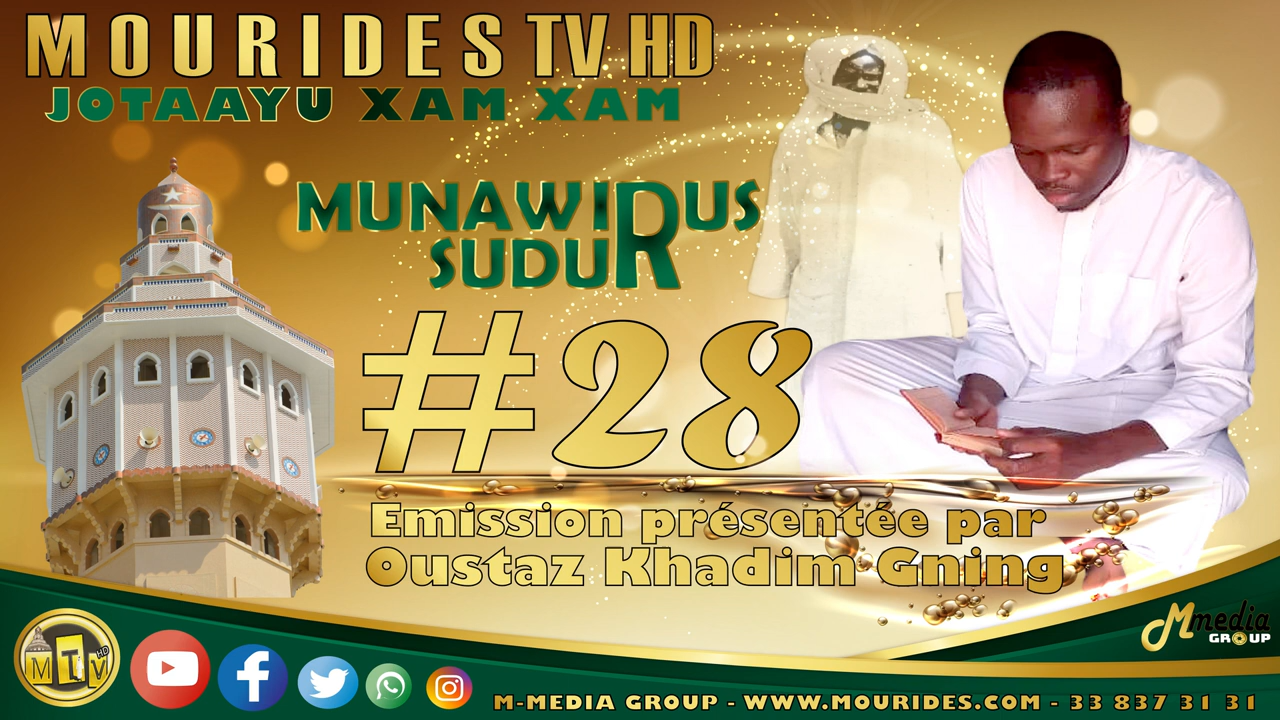 MOURIDES TV HD
JOTAAYU XAM XAM
MUNAWIRUS
SUDUR
#28
Emission présentée par
Oustaz Khadim Gning
MTV HD
Mmedia
GROUP
M-MEDIA GROUP - WWW.MOURIDES.COM - 33 837 31 31